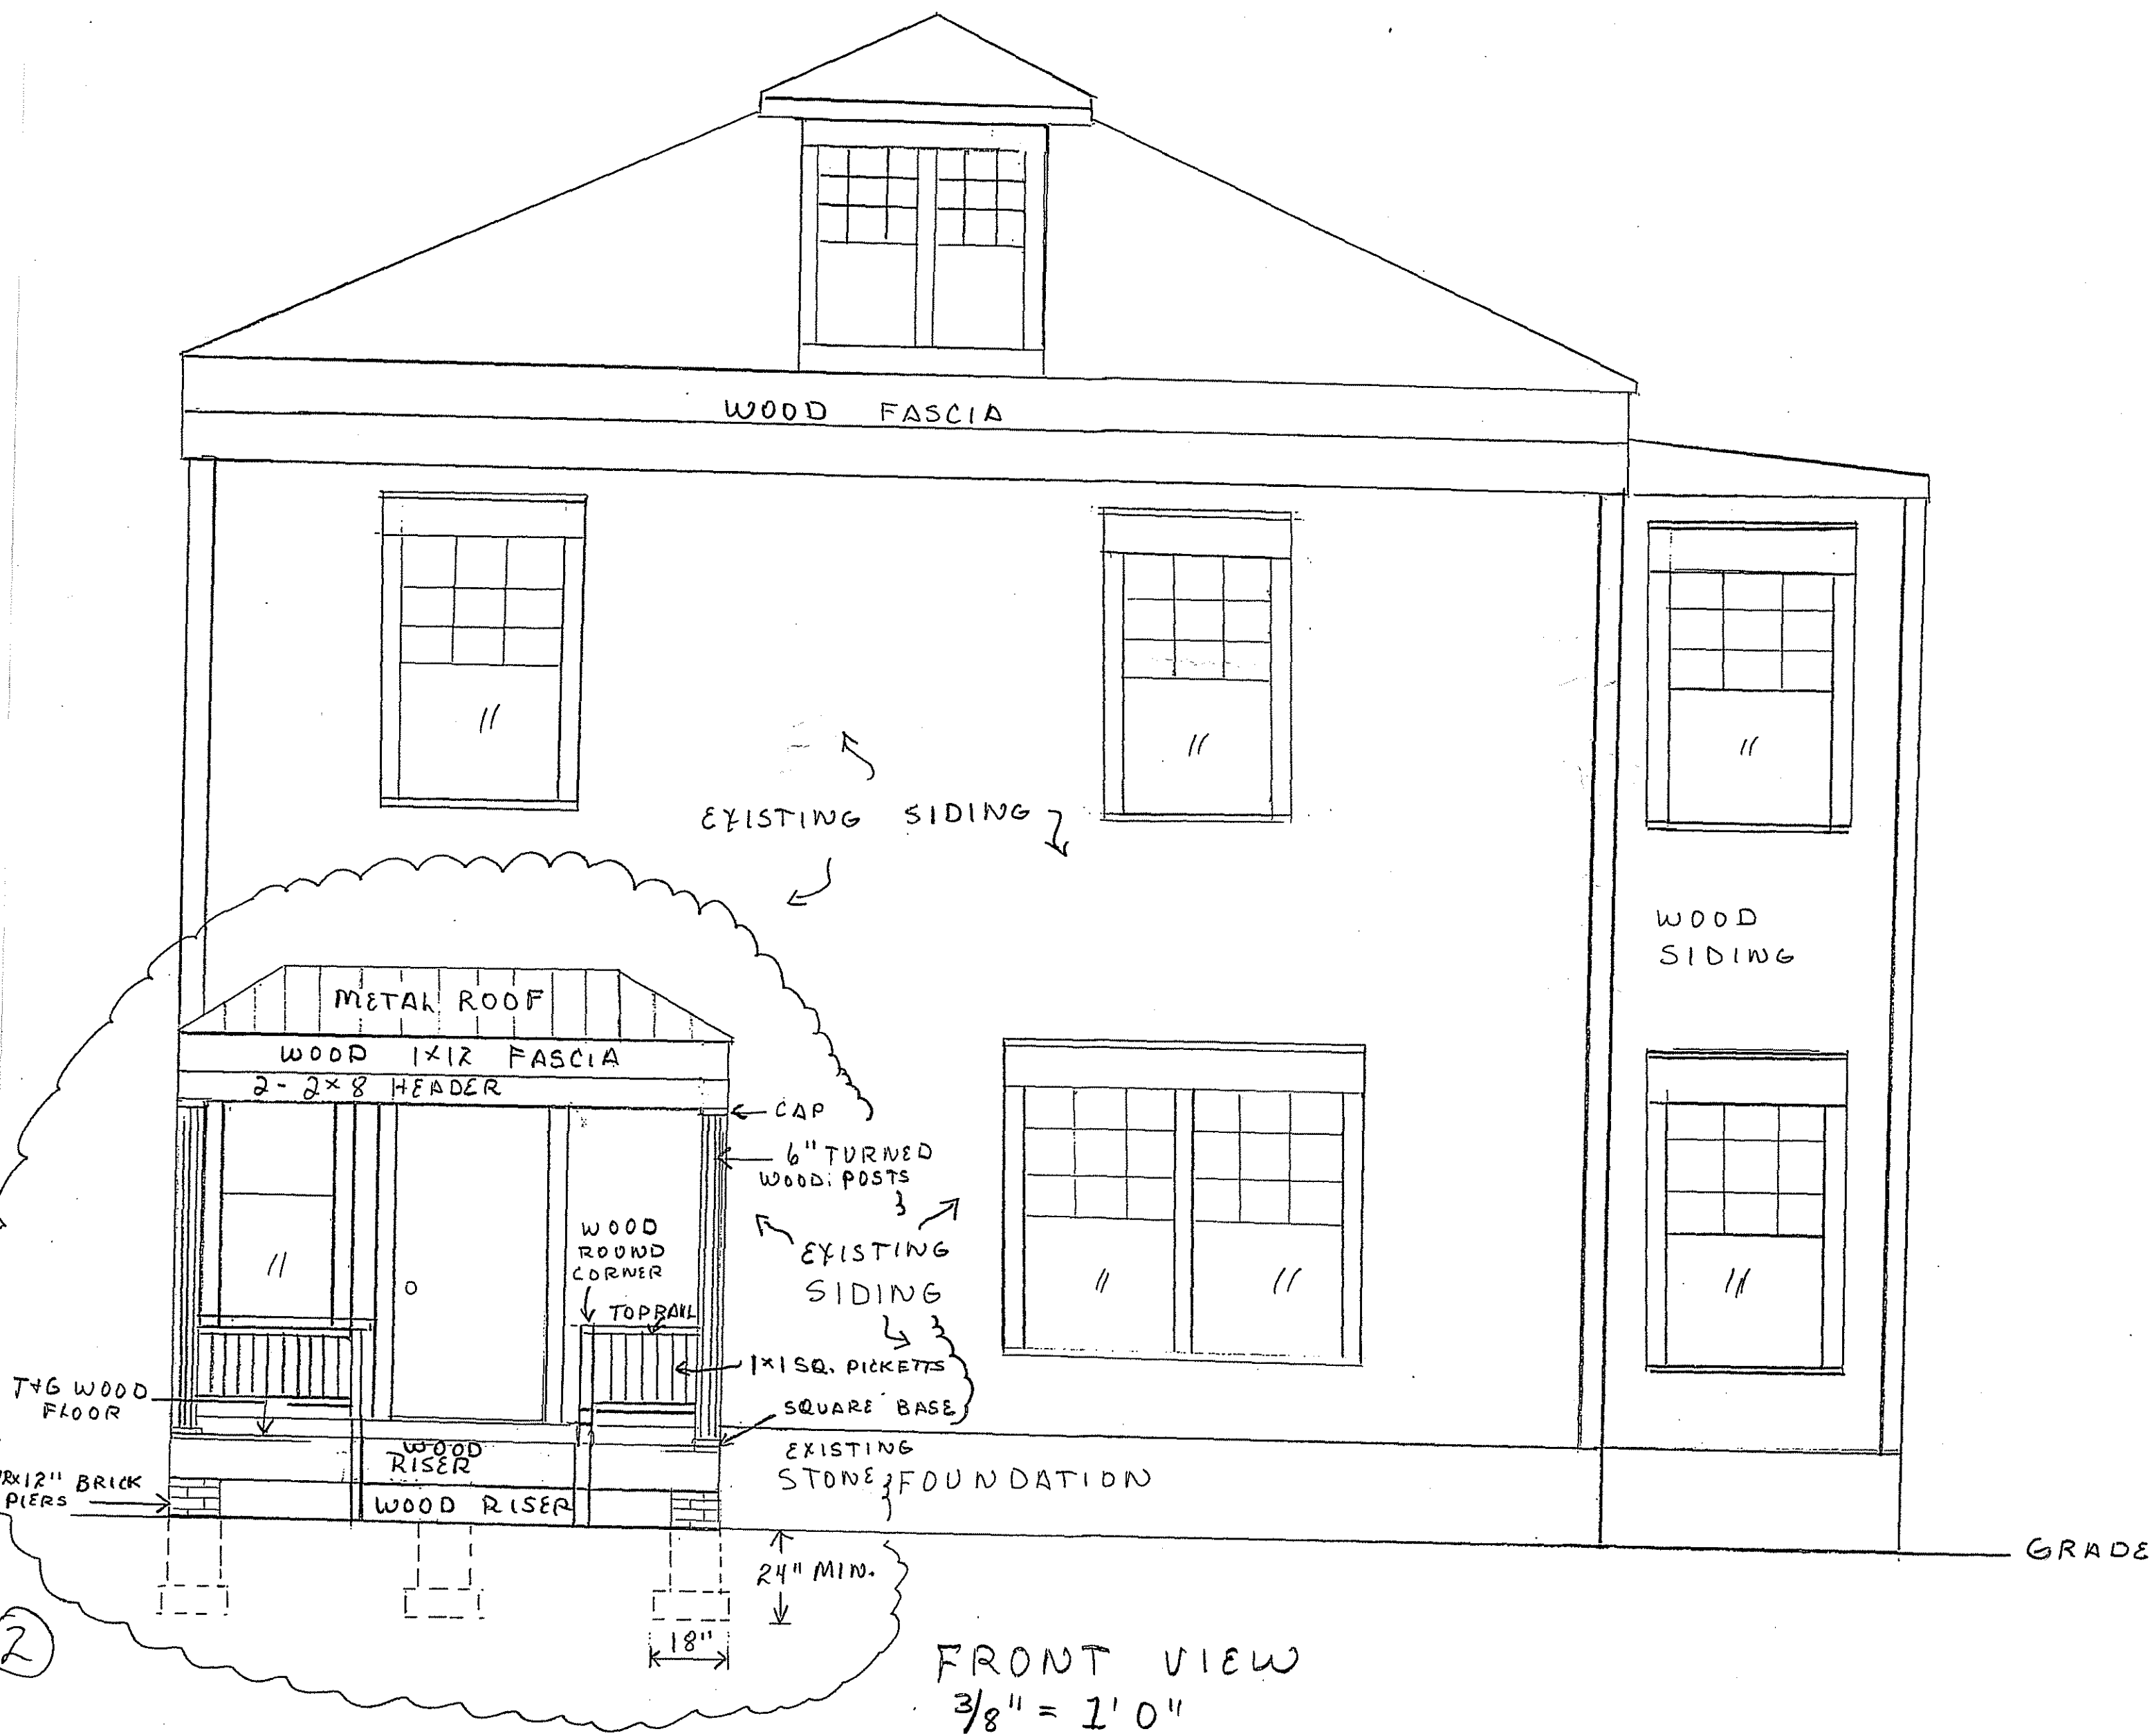 WOOD FASCIA
EXISTING SIDING
WOOD
SIDING
METAL ROOF
WOOD 1X12 FASCIA
2- 2X8 HEADER
CAP
6" TURNED
WOOD POSTS
WOOD
ROUND
CORNER
TOPRAIL
EXISTING
SIDING
1X1 SQ. PICKETTS
SQUARE BASE
T+G WOOD
FLOOR
WOOD
RISER
WOOD RISER
12x12" BRICK
PIERS
EXISTING
STONE FOUNDATION
GRADE
24" MIN.
18"
2
FRONT VIEW
3/8" = 1' 0"